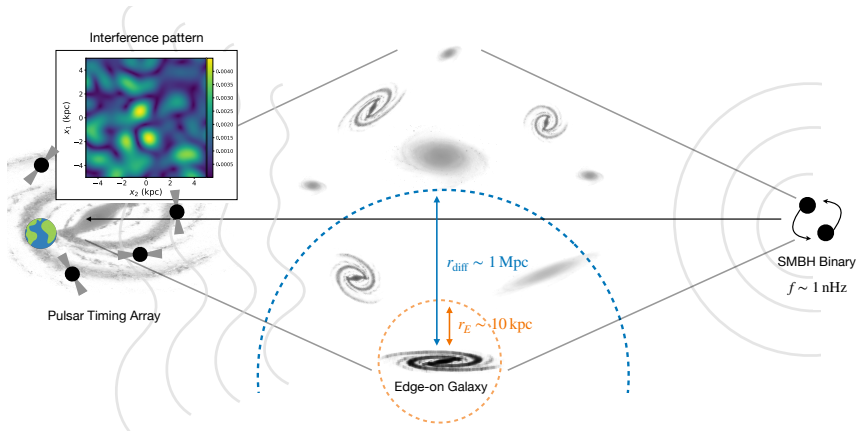 Interference pattern
4
2
0
−2
−4
x₁ (kpc)
−4 −2 0 2 4
x₂ (kpc)
0.0040
0.0035
0.0030
0.0025
0.0020
0.0015
0.0010
0.0005
Pulsar Timing Array
r_diff ∼ 1 Mpc
r_E ∼ 10 kpc
Edge-on Galaxy
SMBH Binary
f ∼ 1 nHz